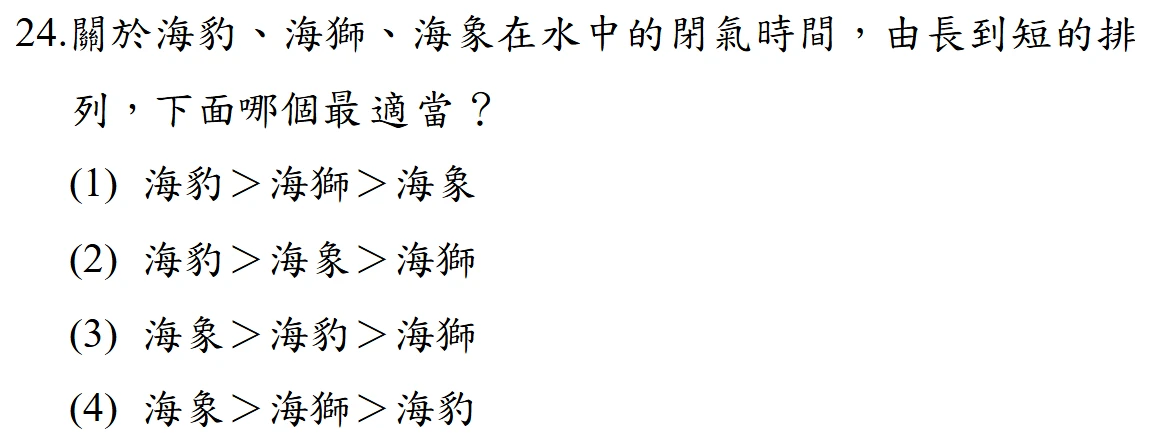 24.關於海豹、海獅、海象在水中的閉氣時間，由長到短的排
列，下面哪個最適當？
(1) 海豹＞海獅＞海象
(2) 海豹＞海象＞海獅
(3) 海象＞海豹＞海獅
(4) 海象＞海獅＞海豹